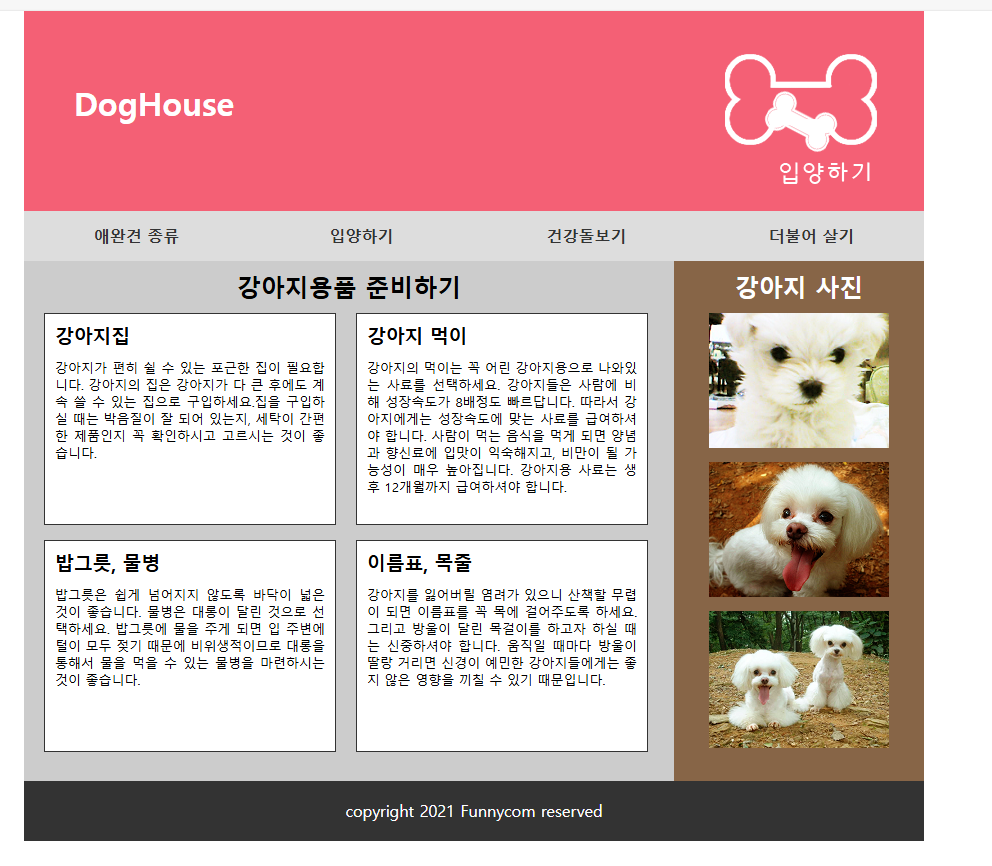 DogHouse
입양하기
애완견 종류 입양하기 건강돌보기 더불어 살기
강아지용품 준비하기
강아지집
강아지가 편히 쉴 수 있는 포근한 집이 필요합
니다. 강아지의 집은 강아지가 다 큰 후에도 계
속 쓸 수 있는 집으로 구입하세요.집을 구입하
실 때는 박음질이 잘 되어 있는지, 세탁이 간편
한 제품인지 꼭 확인하시고 고르시는 것이 좋
습니다.
강아지 먹이
강아지의 먹이는 꼭 어린 강아지용으로 나와있
는 사료를 선택하세요. 강아지들은 사람에 비
해 성장속도가 8배정도 빠르답니다. 따라서 강
아지에게는 성장속도에 맞는 사료를 급여하셔
야 합니다. 사람이 먹는 음식을 먹게 되면 양념
과 향신료에 입맛이 익숙해지고, 비만이 될 가
능성이 매우 높아집니다. 강아지용 사료는 생
후 12개월까지 급여하셔야 합니다.
밥그릇, 물병
밥그릇은 쉽게 넘어지지 않도록 바닥이 넓은
것이 좋습니다. 물병은 대롱이 달린 것으로 선
택하세요. 밥그릇에 물을 주게 되면 입 주변에
털이 모두 젖기 때문에 비위생적이므로 대롱을
통해서 물을 먹을 수 있는 물병을 마련하시는
것이 좋습니다.
이름표, 목줄
강아지를 잃어버릴 염려가 있으니 산책할 무렵
이 되면 이름표를 꼭 목에 걸어주도록 하세요.
그리고 방울이 달린 목걸이를 하고자 하실 때
는 신중하셔야 합니다. 움직일 때마다 방울이
딸랑 거리면 신경이 예민한 강아지들에게는 좋
지 않은 영향을 끼칠 수 있기 때문입니다.
강아지 사진
copyright 2021 Funnycom reserved